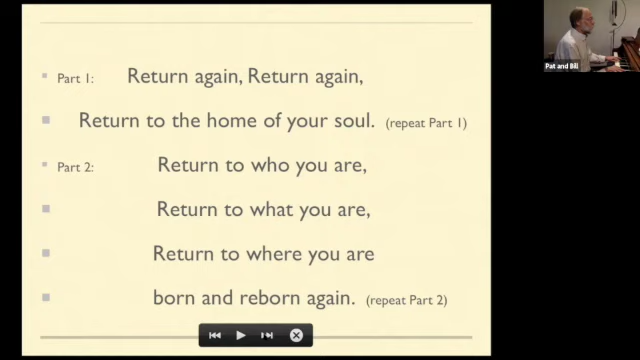 Part 1: Return again, Return again,
Return to the home of your soul. (repeat Part 1)
Part 2: Return to who you are,
Return to what you are,
Return to where you are
born and reborn again. (repeat Part 2)
Pat and Bill